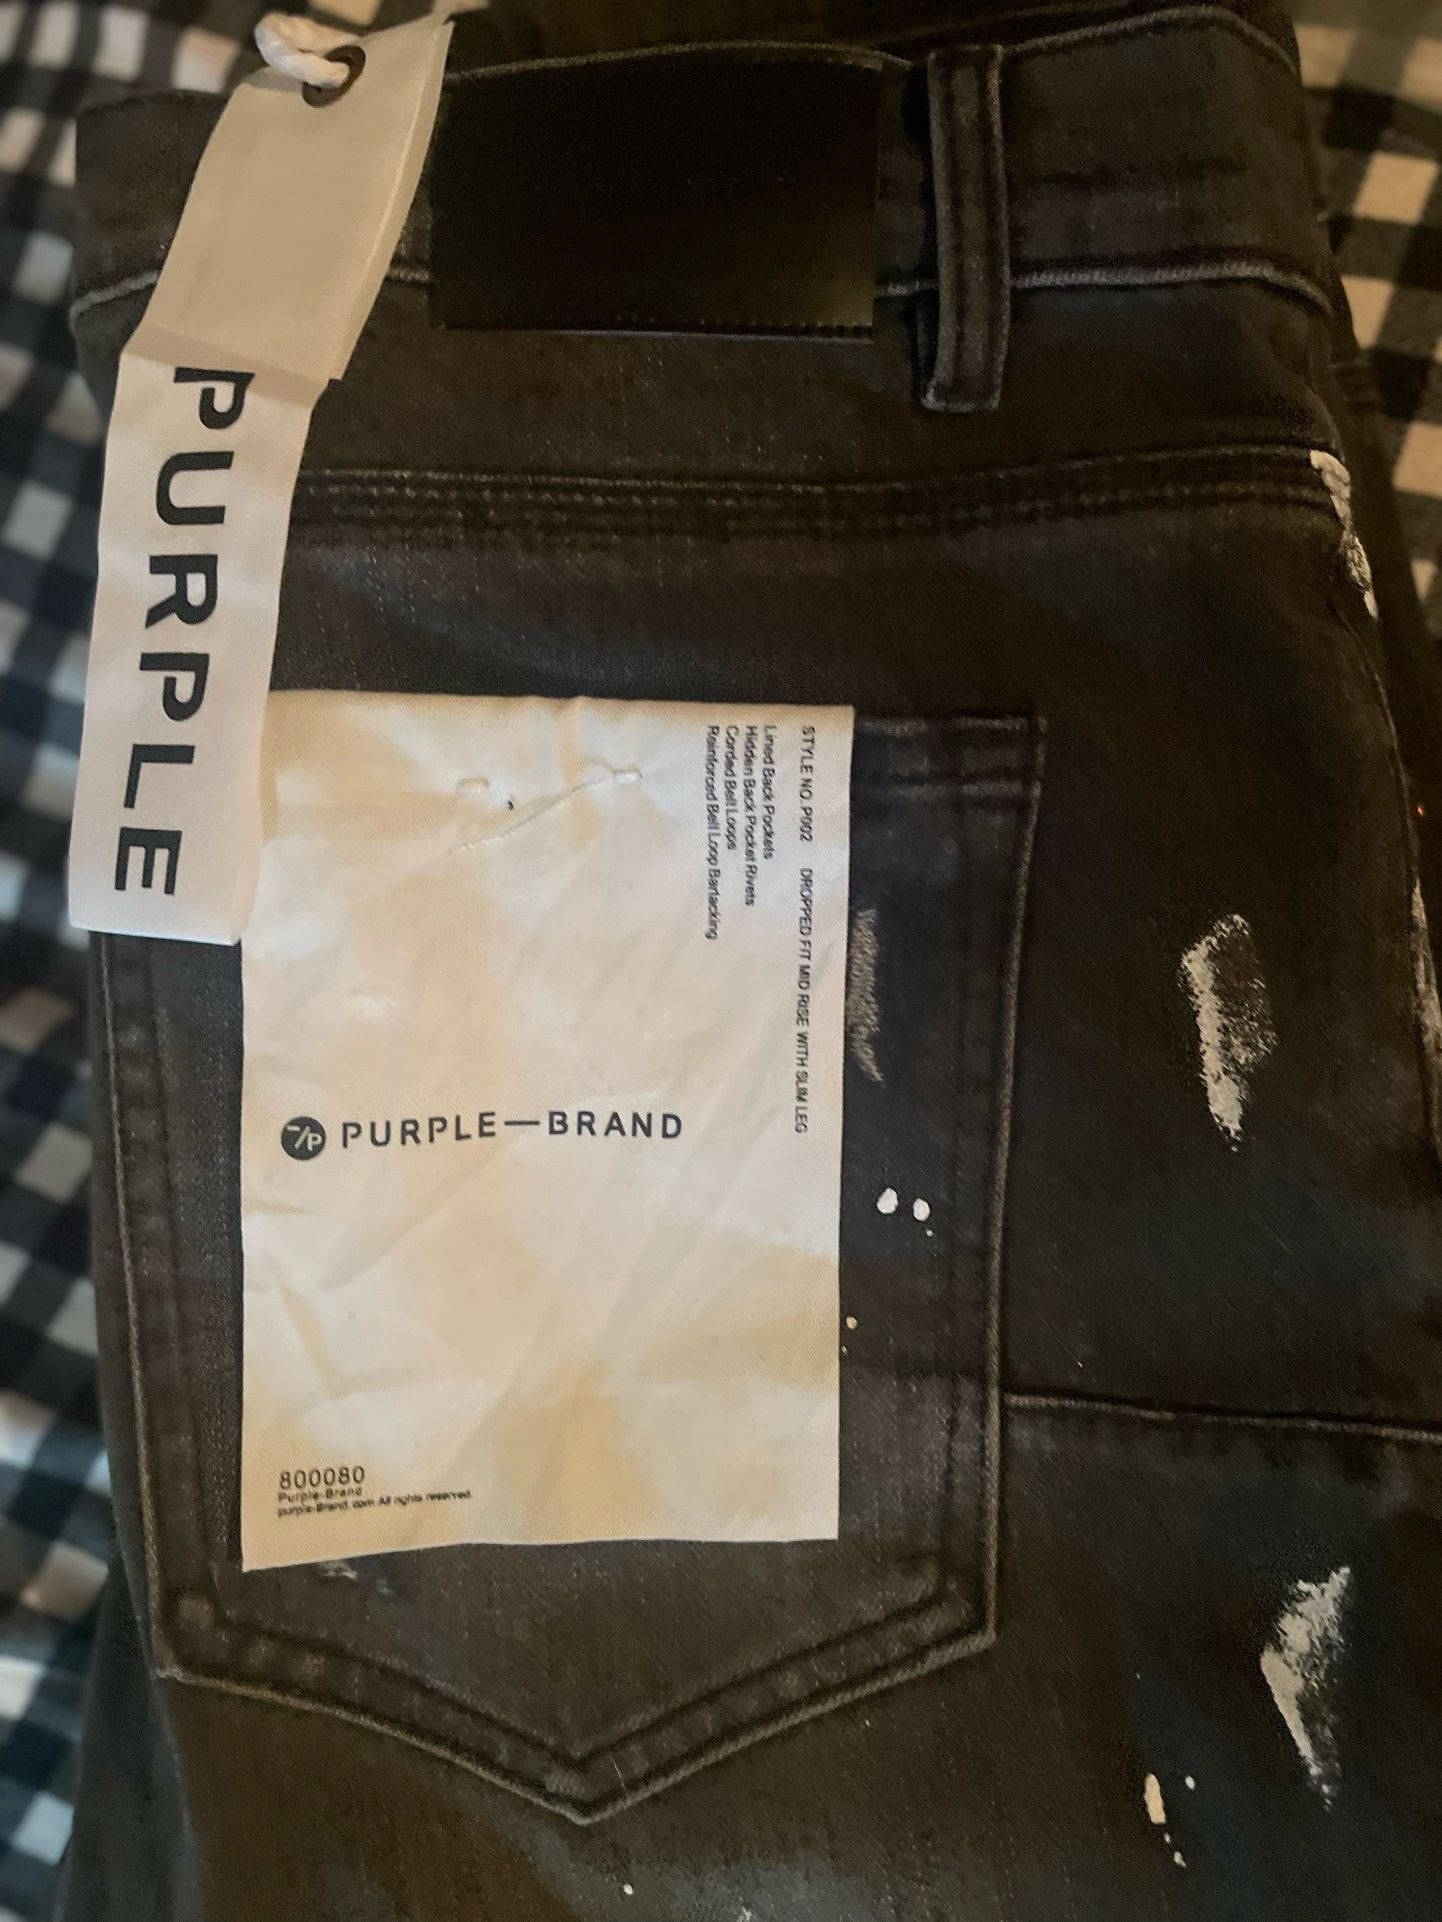 PURPLE
STYLE NO. P002 DROPPED FIT MID RISE WITH SLIM LEG
Lined Back Pockets
Hidden Back Pocket Rivets
Corded Belt Loops
Reinforced Belt Loop Bartacking
7/P PURPLE—BRAND
800080
Purple-Brand
purple-Brand.com All rights reserved.